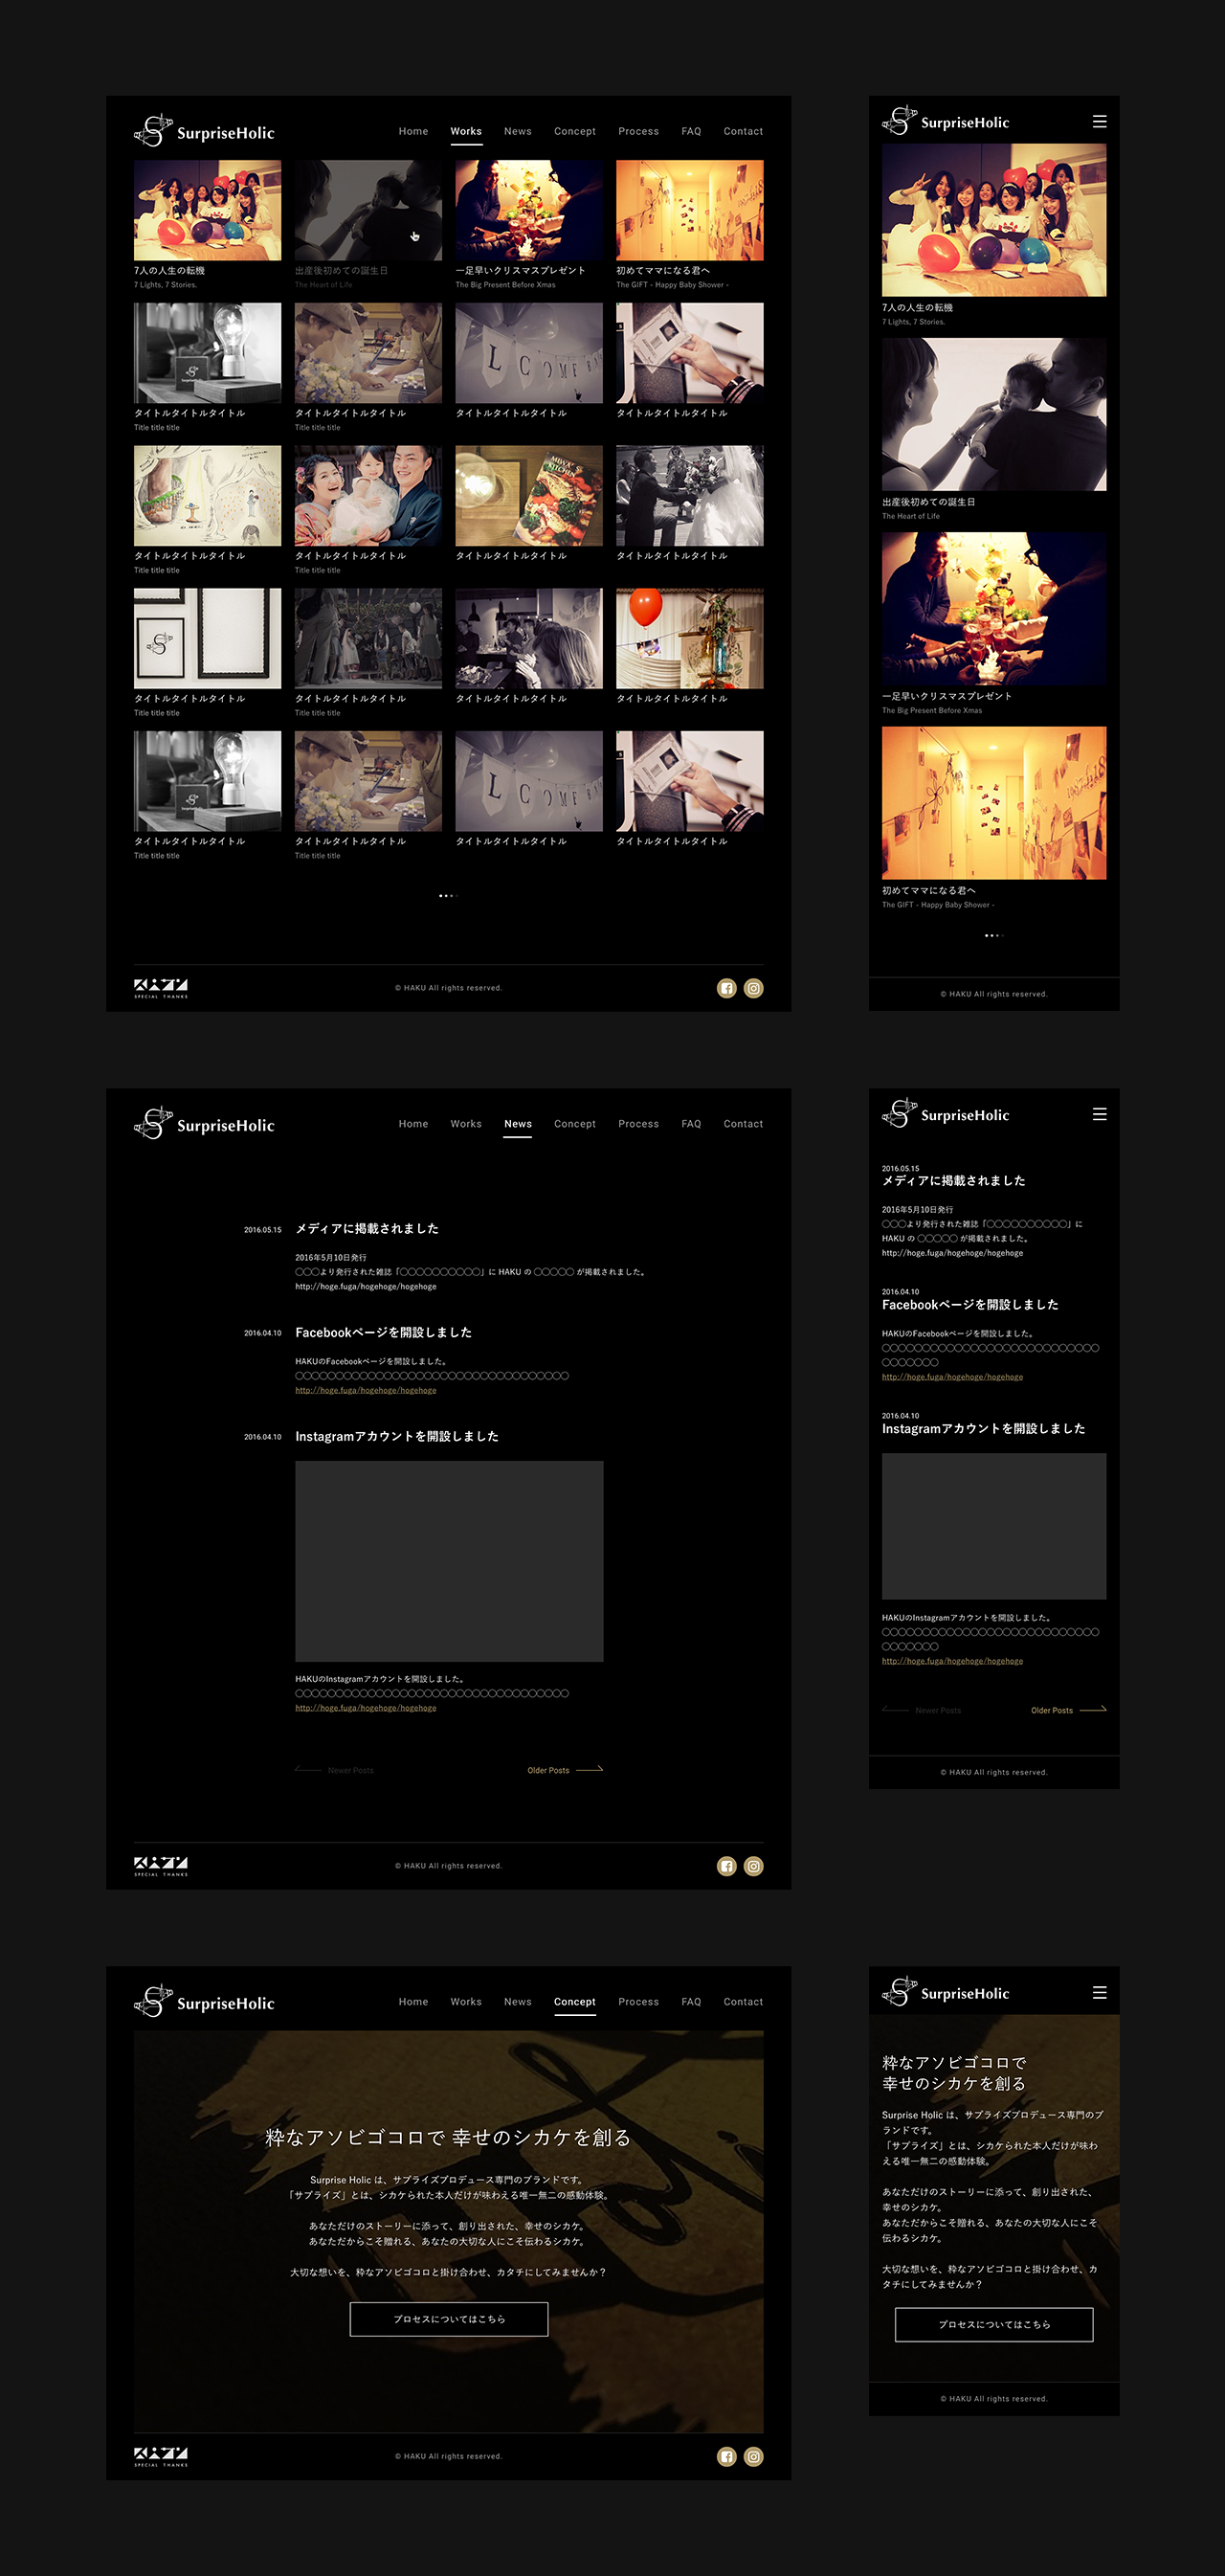 SurpriseHolic
Home Works News Concept Process FAQ Contact
7人の人生の転機
7 Lights, 7 Stories.
出産後初めての誕生日
The Heart of Life
一足早いクリスマスプレゼント
The Big Present Before Xmas
初めてママになる君へ
The GIFT - Happy Baby Shower -
タイトルタイトルタイトル
Title title title
タイトルタイトルタイトル
Title title title
L C O M E
タイトルタイトルタイトル
タイトルタイトルタイトル
タイトルタイトルタイトル
Title title title
タイトルタイトルタイトル
Title title title
タイトルタイトルタイトル
タイトルタイトルタイトル
タイトルタイトルタイトル
Title title title
タイトルタイトルタイトル
Title title title
タイトルタイトルタイトル
タイトルタイトルタイトル
タイトルタイトルタイトル
Title title title
タイトルタイトルタイトル
Title title title
L C O M E
タイトルタイトルタイトル
タイトルタイトルタイトル
SPECIAL THANKS
© HAKU All rights reserved.
SurpriseHolic
7人の人生の転機
7 Lights, 7 Stories.
出産後初めての誕生日
The Heart of Life
一足早いクリスマスプレゼント
The Big Present Before Xmas
初めてママになる君へ
The GIFT - Happy Baby Shower -
© HAKU All rights reserved.
SurpriseHolic
Home Works News Concept Process FAQ Contact
2016.05.15 メディアに掲載されました
2016年5月10日発行
◯◯◯より発行された雑誌「◯◯◯◯◯◯◯◯◯◯」に HAKU の ◯◯◯◯◯ が掲載されました。
http://hoge.fuga/hogehoge/hogehoge
2016.04.10 Facebookページを開設しました
HAKUのFacebookページを開設しました。
◯◯◯◯◯◯◯◯◯◯◯◯◯◯◯◯◯◯◯◯◯◯◯◯◯◯◯◯◯◯◯◯◯◯
http://hoge.fuga/hogehoge/hogehoge
2016.04.10 Instagramアカウントを開設しました
HAKUのInstagramアカウントを開設しました。
◯◯◯◯◯◯◯◯◯◯◯◯◯◯◯◯◯◯◯◯◯◯◯◯◯◯◯◯◯◯◯◯◯◯
http://hoge.fuga/hogehoge/hogehoge
Newer Posts Older Posts
SPECIAL THANKS
© HAKU All rights reserved.
SurpriseHolic
2016.05.15
メディアに掲載されました
2016年5月10日発行
◯◯◯より発行された雑誌「◯◯◯◯◯◯◯◯◯◯」に
HAKU の ◯◯◯◯◯ が掲載されました。
http://hoge.fuga/hogehoge/hogehoge
2016.04.10
Facebookページを開設しました
HAKUのFacebookページを開設しました。
◯◯◯◯◯◯◯◯◯◯◯◯◯◯◯◯◯◯◯◯◯◯◯◯◯◯◯
◯◯◯◯◯◯◯
http://hoge.fuga/hogehoge/hogehoge
2016.04.10
Instagramアカウントを開設しました
HAKUのInstagramアカウントを開設しました。
◯◯◯◯◯◯◯◯◯◯◯◯◯◯◯◯◯◯◯◯◯◯◯◯◯◯◯
◯◯◯◯◯◯◯
http://hoge.fuga/hogehoge/hogehoge
Newer Posts Older Posts
© HAKU All rights reserved.
SurpriseHolic
Home Works News Concept Process FAQ Contact
粋なアソビゴコロで 幸せのシカケを創る
Surprise Holic は、サプライズプロデュース専門のブランドです。
「サプライズ」とは、シカケられた本人だけが味わえる唯一無二の感動体験。
あなただけのストーリーに添って、創り出された、幸せのシカケ。
あなただからこそ贈れる、あなたの大切な人にこそ伝わるシカケ。
大切な想いを、粋なアソビゴコロと掛け合わせ、カタチにしてみませんか？
プロセスについてはこちら
SPECIAL THANKS
© HAKU All rights reserved.
SurpriseHolic
粋なアソビゴコロで
幸せのシカケを創る
Surprise Holic は、サプライズプロデュース専門のブ
ランドです。
「サプライズ」とは、シカケられた本人だけが味わ
える唯一無二の感動体験。
あなただけのストーリーに添って、創り出された、
幸せのシカケ。
あなただからこそ贈れる、あなたの大切な人にこそ
伝わるシカケ。
大切な想いを、粋なアソビゴコロと掛け合わせ、カ
タチにしてみませんか？
プロセスについてはこちら
© HAKU All rights reserved.